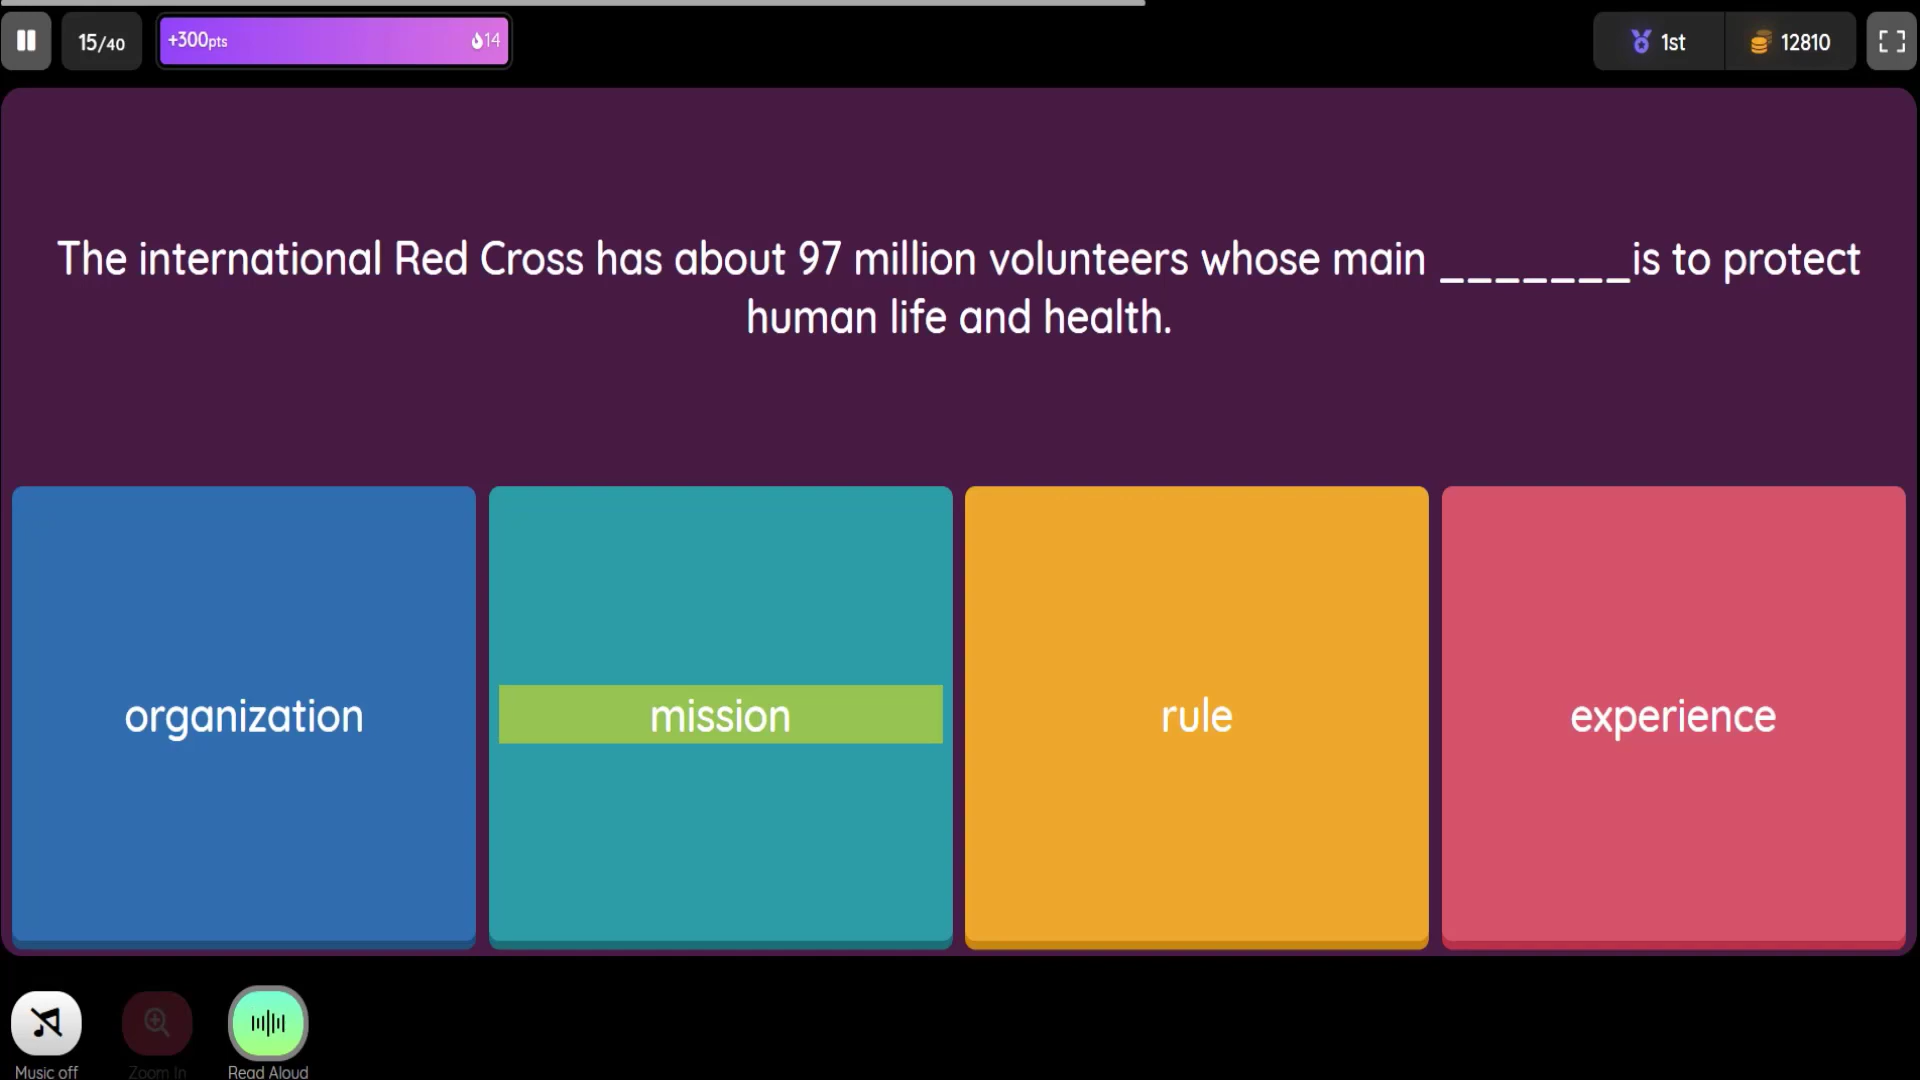 15/40
+300pts
14
1st
12810
The international Red Cross has about 97 million volunteers whose main _______is to protect
human life and health.
organization
mission
rule
experience
Music off
Zoom In
Read Aloud